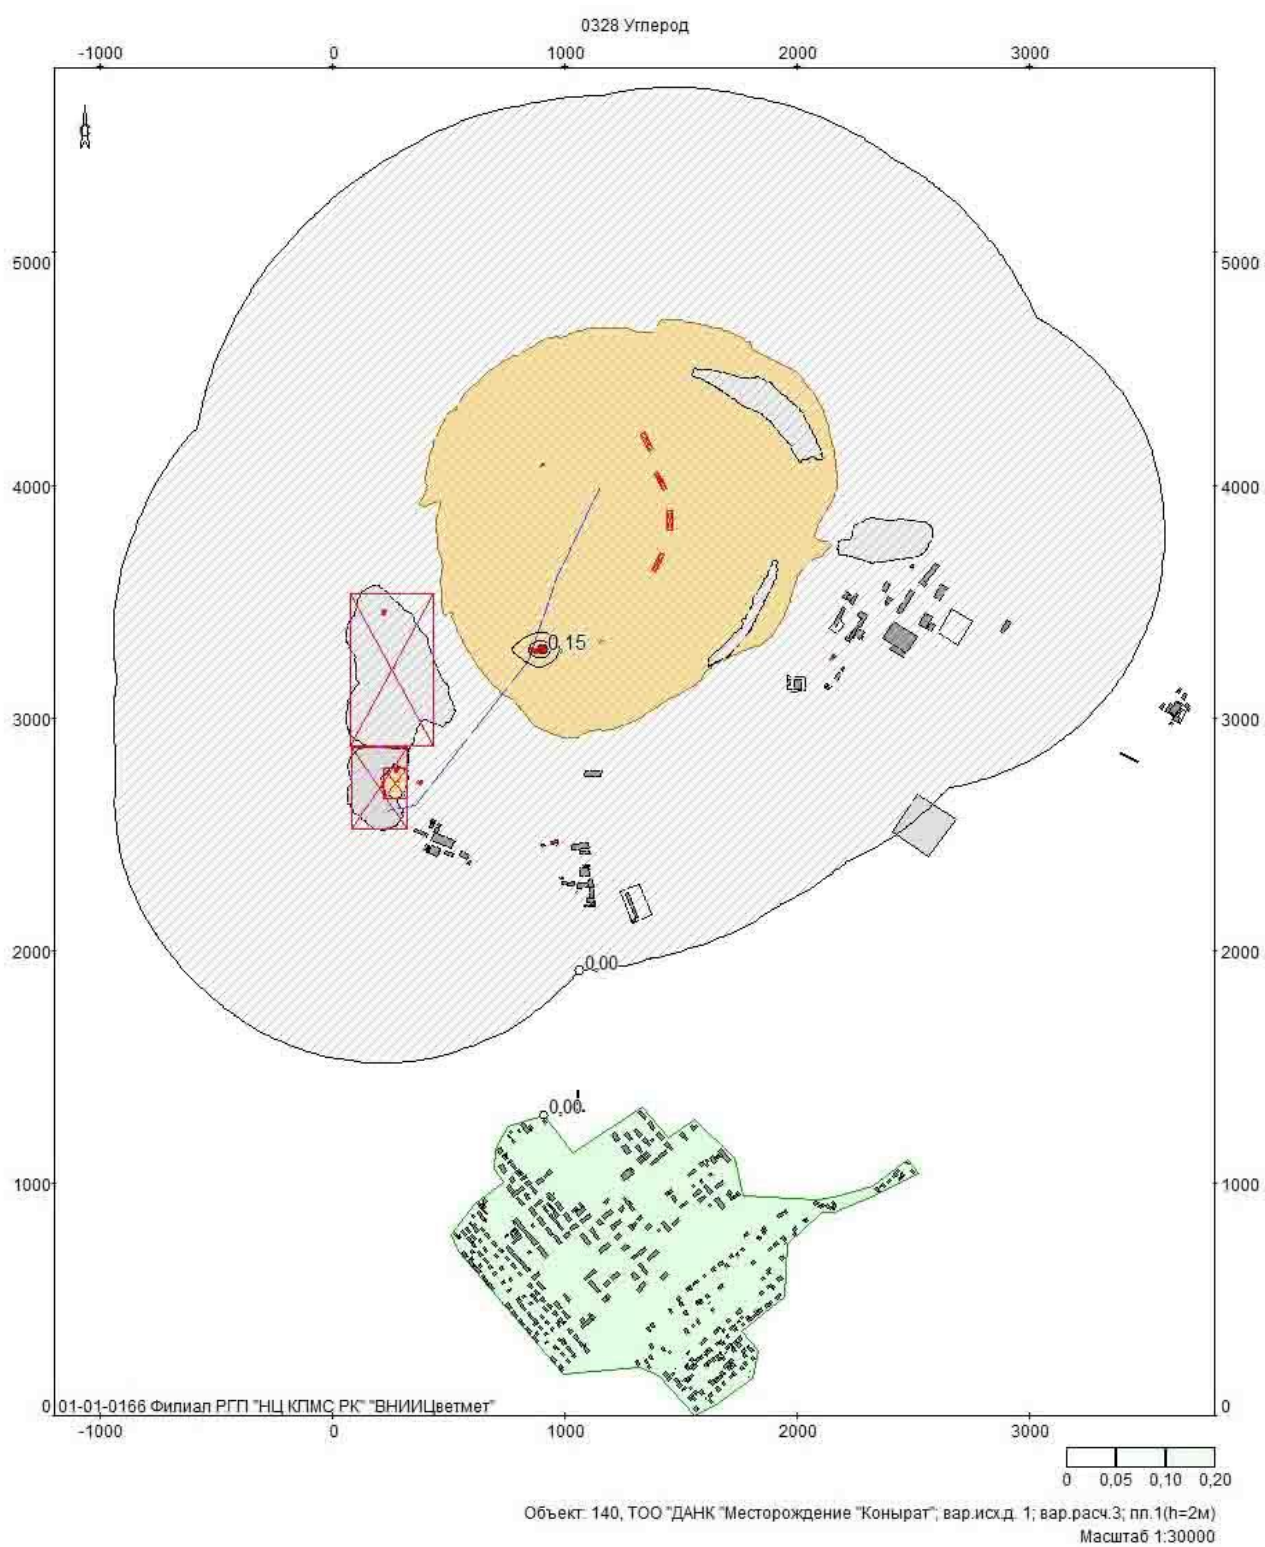 0328 Углерод
-1000 0 1000 2000 3000
С
5000 5000
4000 4000
0,15
3000 3000
2000 2000
0,00
0,00
1000 1000
0 01-01-0166 Филиал РГП "НЦ КПМС РК" "ВНИИЦветмет" 0
-1000 0 1000 2000 3000
0 0,05 0,10 0,20
Объект: 140, ТОО "ДАНК "Месторождение "Конырат"; вар.исх.д. 1; вар.расч.3; пл.1(h=2м)
Масштаб 1:30000